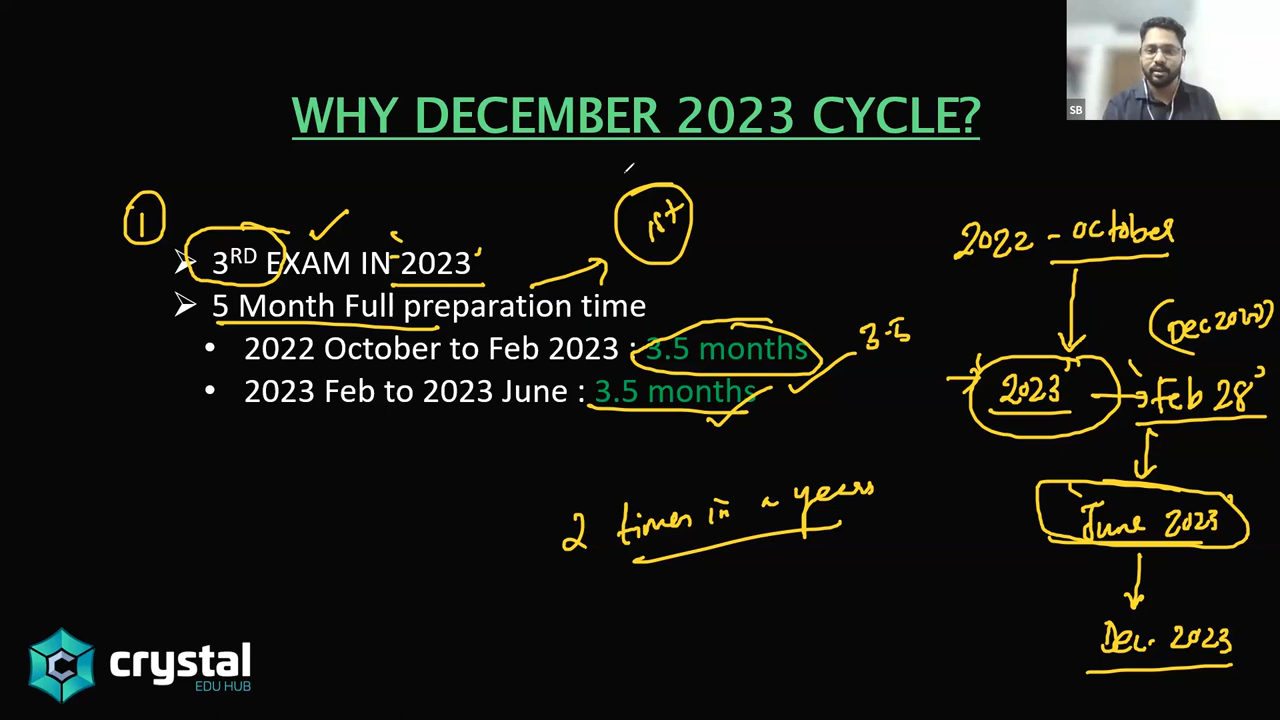 SB
WHY DECEMBER 2023 CYCLE?
1
1st
3RD EXAM IN 2023
5 Month Full preparation time
2022 October to Feb 2023 : 3.5 months
2023 Feb to 2023 June : 3.5 months
3.5
2 times in a years
2022 - October
(Dec 2022)
2023
Feb 28
June 2023
Dec. 2023
crystal
EDU HUB